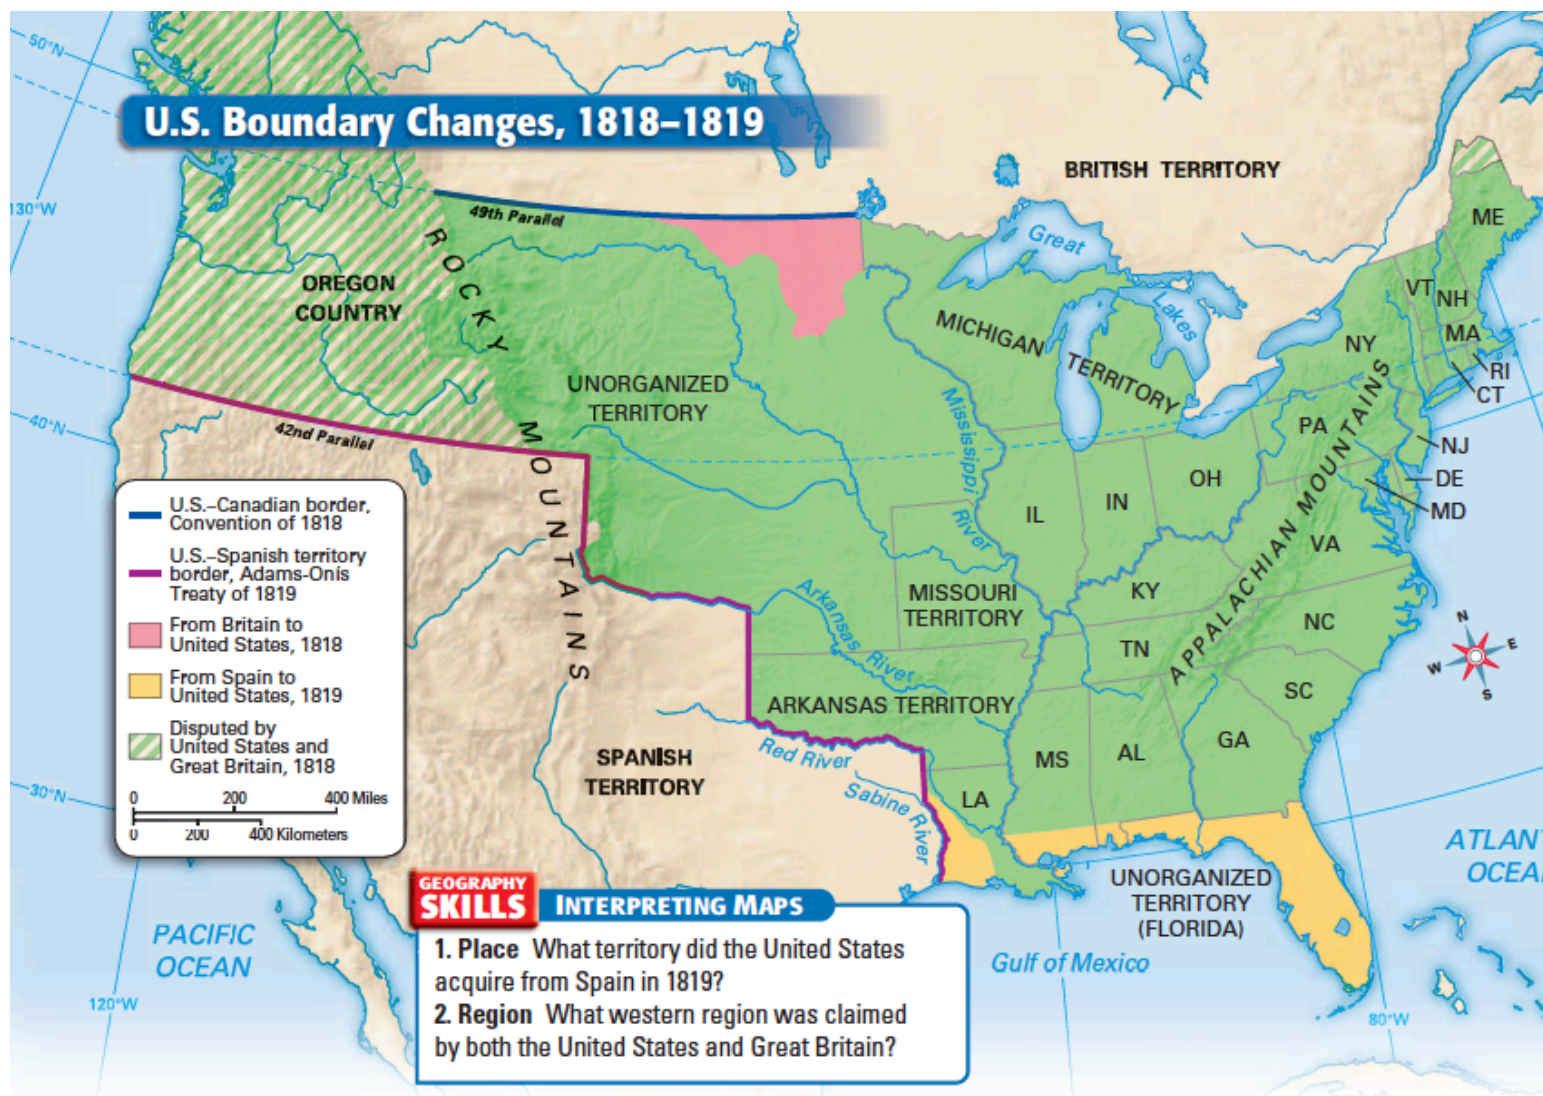 50°N
U.S. Boundary Changes, 1818–1819
BRITISH TERRITORY
130°W
49th Parallel
Great
Lakes
ME
VT
NH
MA
RI
CT
NY
ROCKY MOUNTAINS
OREGON
COUNTRY
MICHIGAN
TERRITORY
UNORGANIZED
TERRITORY
Mississippi
River
40°N
42nd Parallel
PA
NJ
DE
MD
OH
IN
IL
VA
APPALACHIAN MOUNTAINS
KY
MISSOURI
TERRITORY
Arkansas River
NC
TN
N
E
W
S
SC
ARKANSAS TERRITORY
GA
AL
MS
Red River
SPANISH
TERRITORY
Sabine River
LA
U.S.–Canadian border,
Convention of 1818
U.S.–Spanish territory
border, Adams-Onís
Treaty of 1819
From Britain to
United States, 1818
From Spain to
United States, 1819
Disputed by
United States and
Great Britain, 1818
0 200 400 Miles
0 200 400 Kilometers
30°N
UNORGANIZED
TERRITORY
(FLORIDA)
Gulf of Mexico
PACIFIC
OCEAN
120°W
80°W
GEOGRAPHY
SKILLS
INTERPRETING MAPS
1. Place What territory did the United States
acquire from Spain in 1819?
2. Region What western region was claimed
by both the United States and Great Britain?